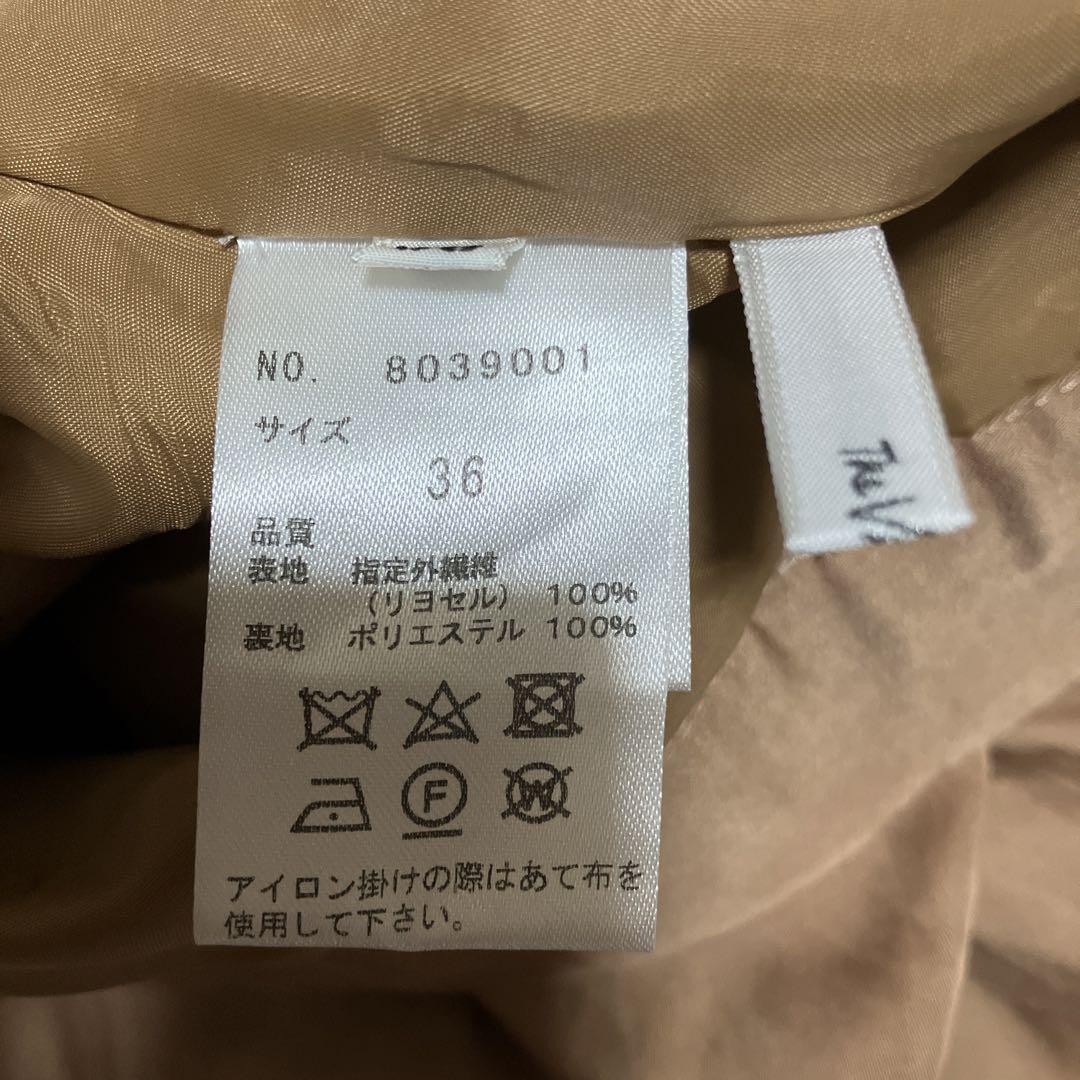 NO. 8039001
サイズ
36
品質
表地 指定外繊維
(リヨセル) 100%
裏地 ポリエステル 100%
F
W
アイロン掛けの際はあて布を
使用して下さい。
The